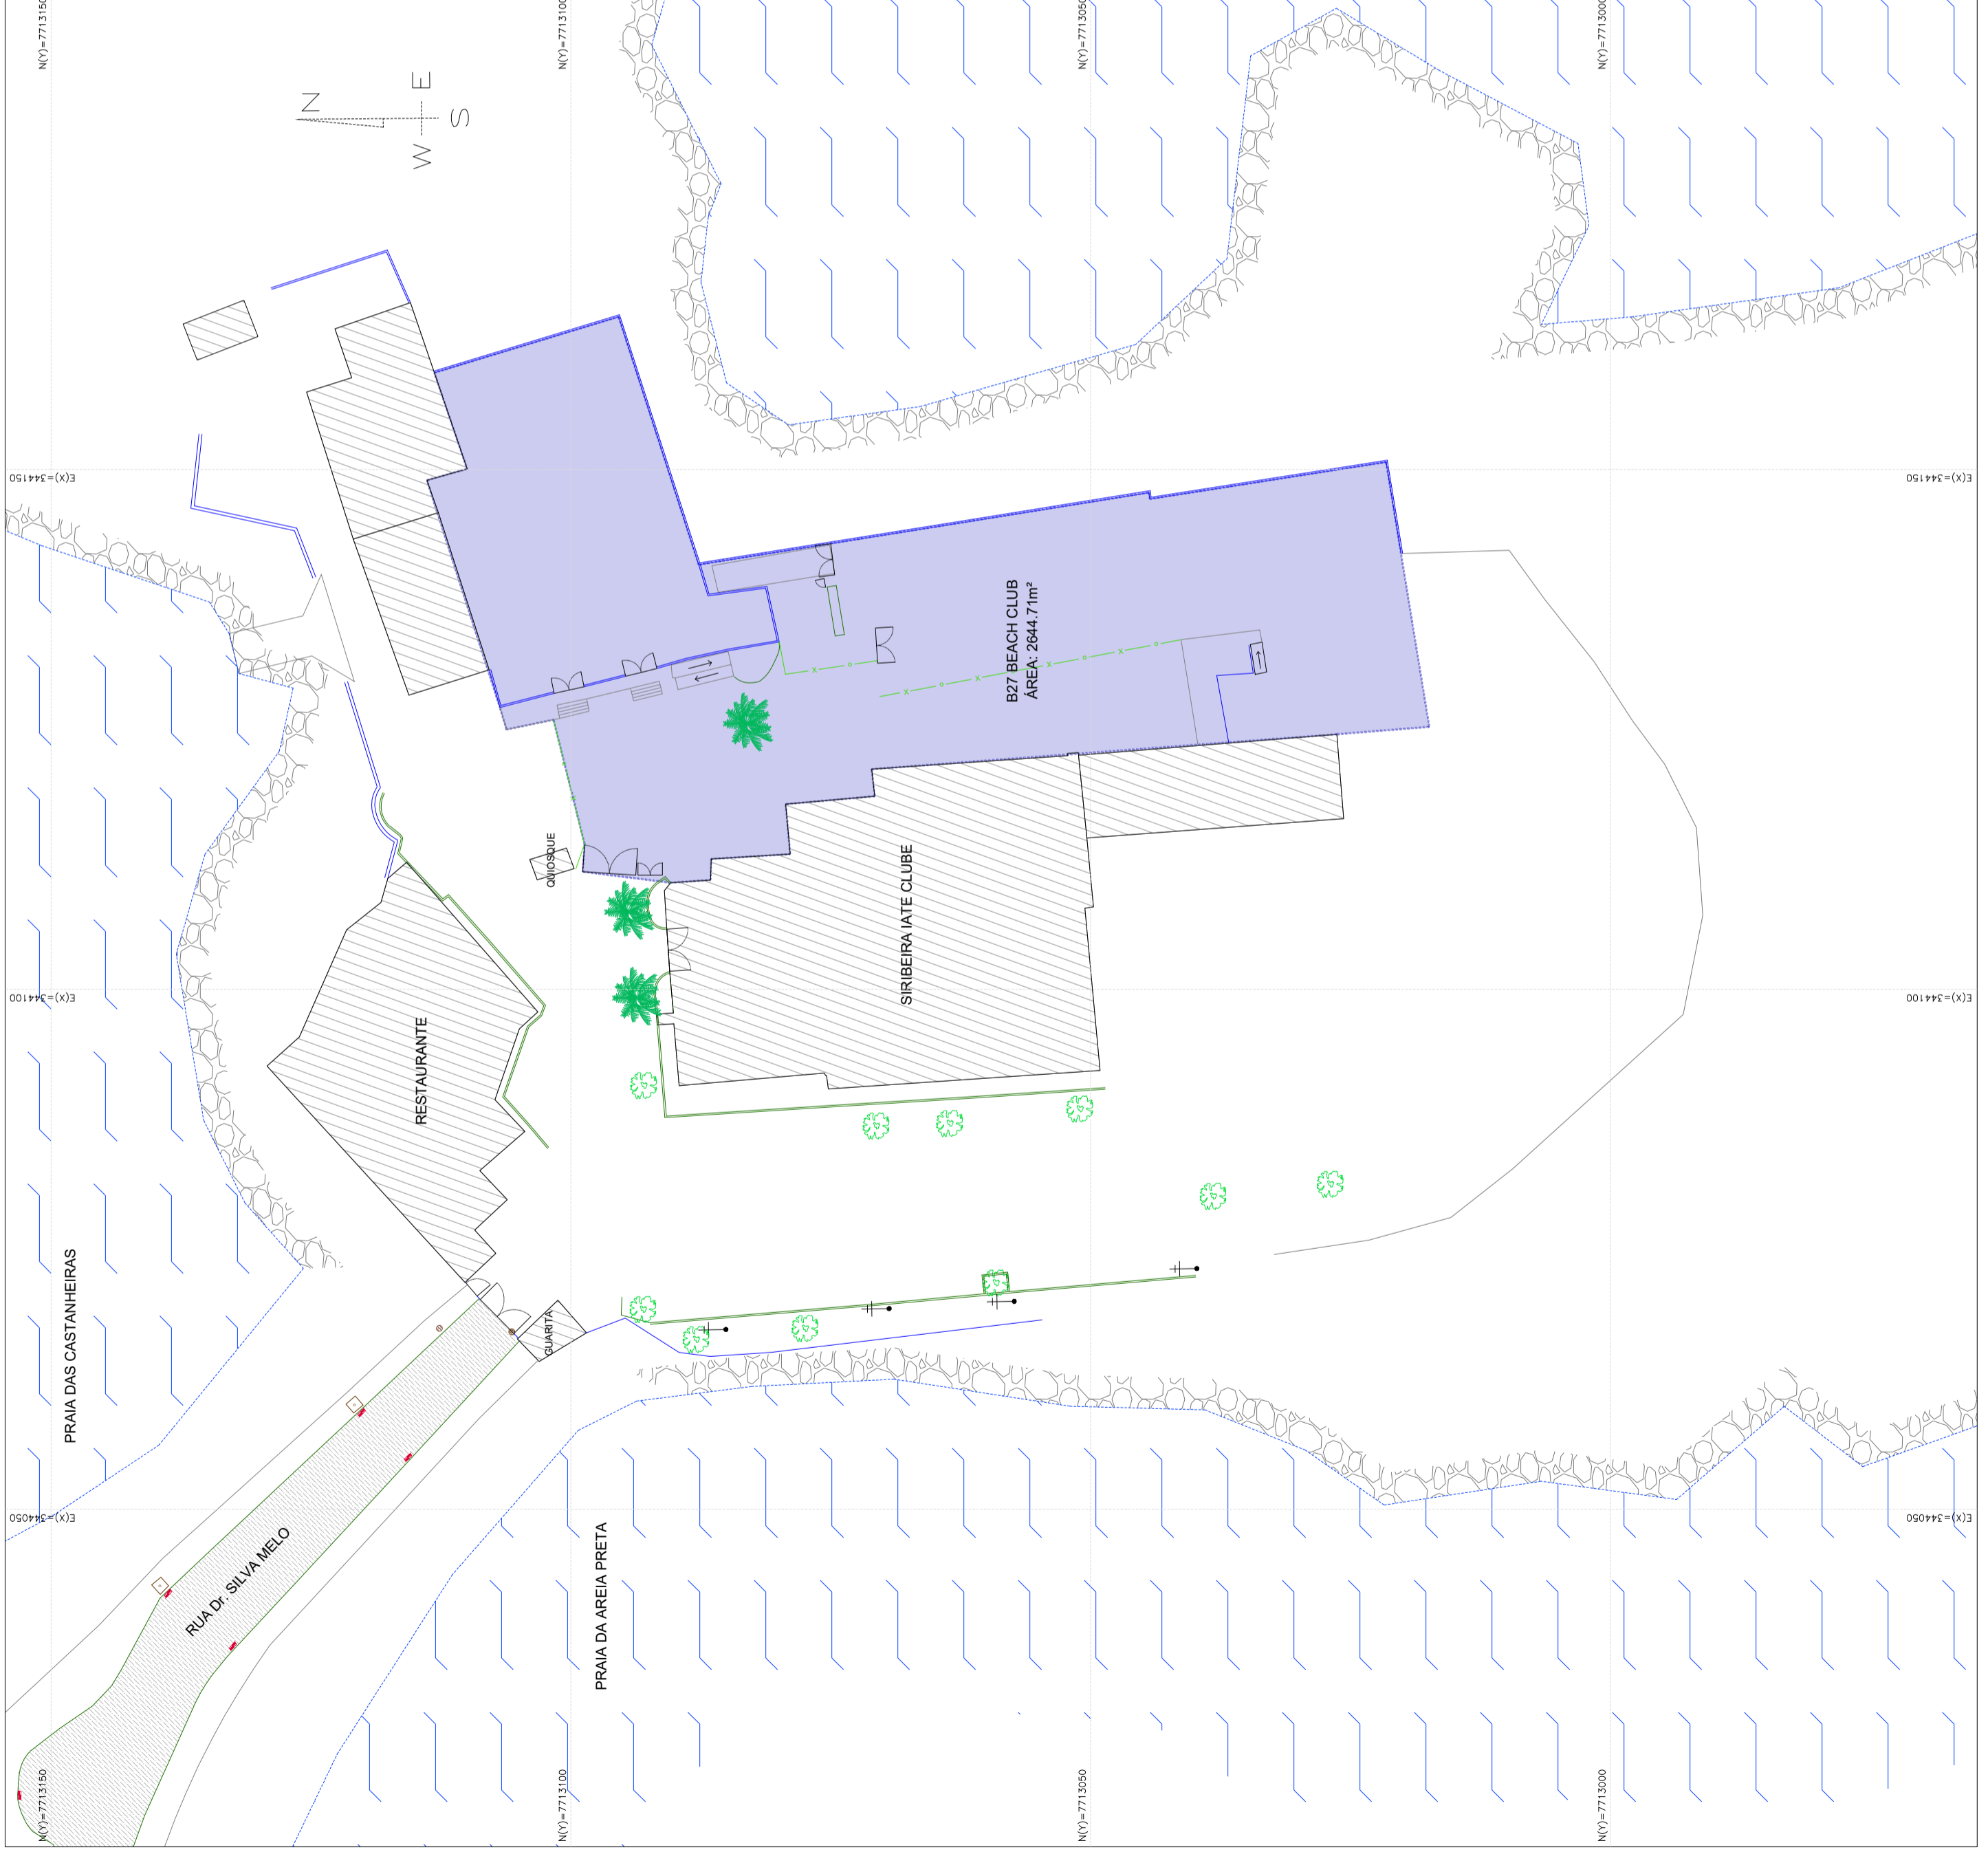 N(Y)=7713150
N(Y)=7713100
N(Y)=7713050
N(Y)=7713000
N
W
E
S
E(X)=344150
E(X)=344150
B27 BEACH CLUB
ÁREA: 2644.71m²
QUIOSQUE
SIRIBEIRA IATE CLUBE
E(X)=344100
E(X)=344100
RESTAURANTE
PRAIA DAS CASTANHEIRAS
GUARITA
E(X)=344050
E(X)=344050
RUA Dr. SILVA MELO
PRAIA DA AREIA PRETA
N(Y)=7713150
N(Y)=7713100
N(Y)=7713050
N(Y)=7713000